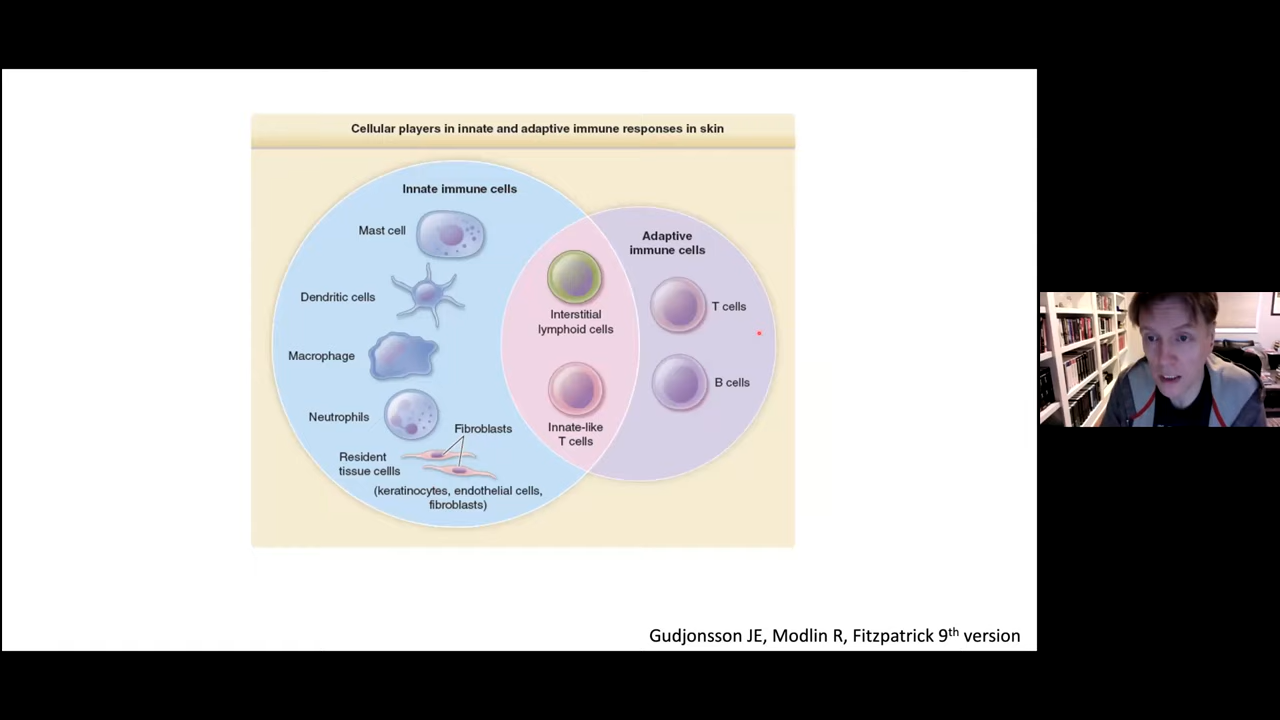 Cellular players in innate and adaptive immune responses in skin
Innate immune cells
Mast cell
Dendritic cells
Macrophage
Neutrophils
Fibroblasts
Resident
tissue cells
(keratinocytes, endothelial cells,
fibroblasts)
Interstitial
lymphoid cells
Innate-like
T cells
Adaptive
immune cells
T cells
B cells
Gudjonsson JE, Modlin R, Fitzpatrick 9th version